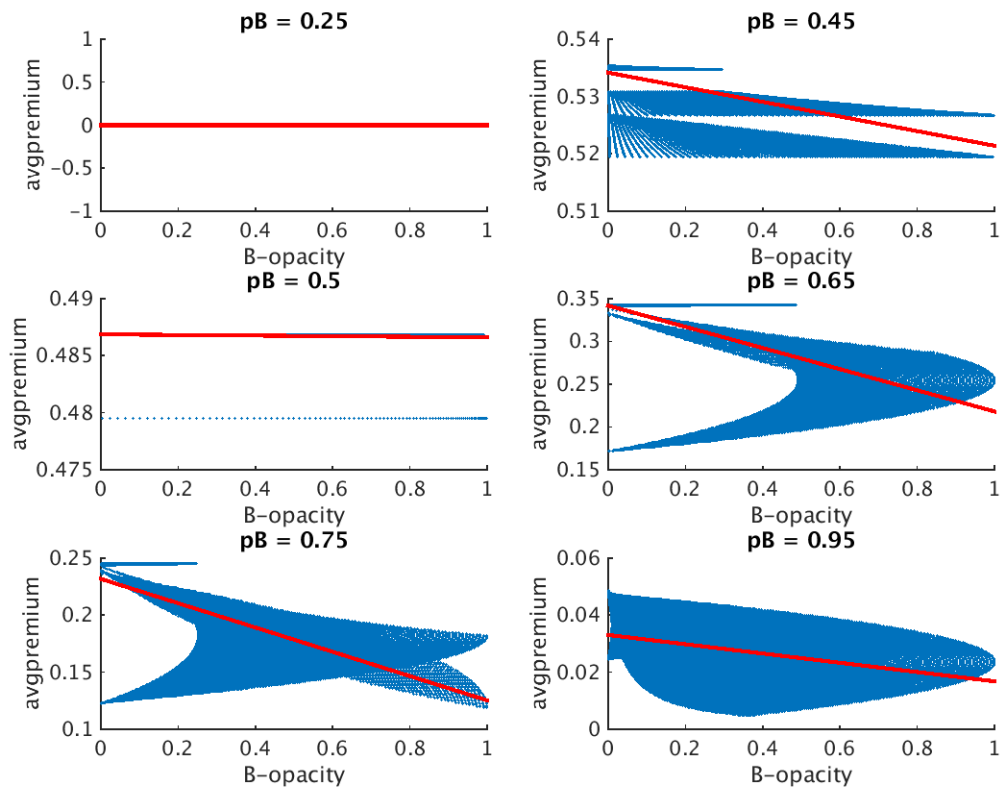 pB = 0.25
1
0.5
0
−0.5
−1
avgpremium
0 0.2 0.4 0.6 0.8 1
B−opacity
pB = 0.45
0.54
0.53
0.52
0.51
avgpremium
0 0.2 0.4 0.6 0.8 1
B−opacity
pB = 0.5
0.49
0.485
0.48
0.475
avgpremium
0 0.2 0.4 0.6 0.8 1
B−opacity
pB = 0.65
0.35
0.3
0.25
0.2
0.15
avgpremium
0 0.2 0.4 0.6 0.8 1
B−opacity
pB = 0.75
0.25
0.2
0.15
0.1
avgpremium
0 0.2 0.4 0.6 0.8 1
B−opacity
pB = 0.95
0.06
0.04
0.02
0
avgpremium
0 0.2 0.4 0.6 0.8 1
B−opacity